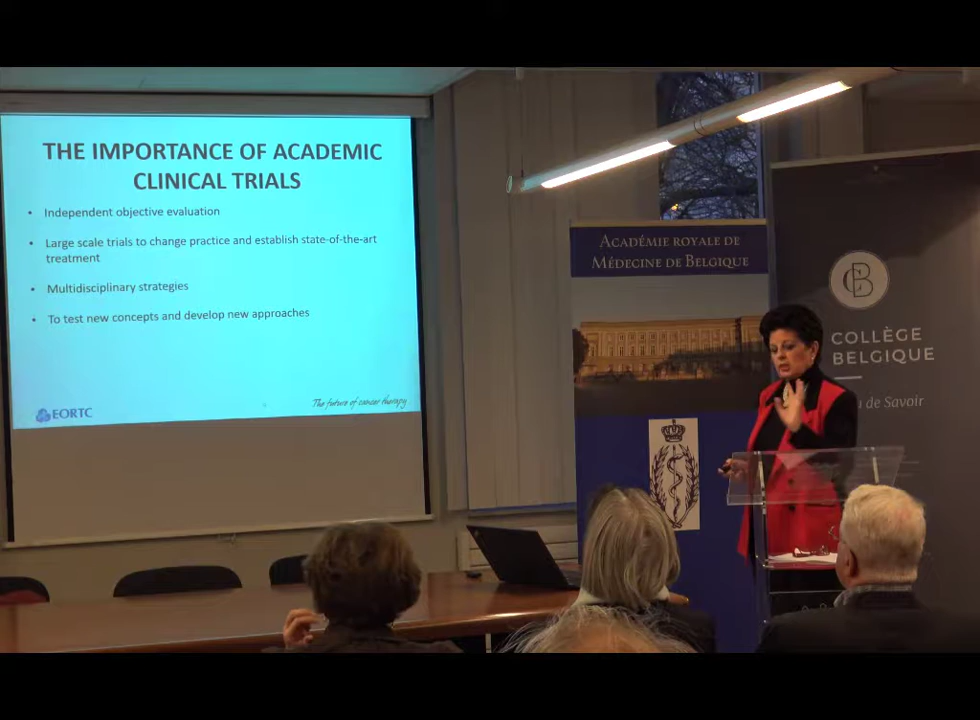 THE IMPORTANCE OF ACADEMIC
CLINICAL TRIALS
• Independent objective evaluation
• Large scale trials to change practice and establish state-of-the-art
treatment
• Multidisciplinary strategies
• To test new concepts and develop new approaches
EORTC
The future of cancer therapy
ACADÉMIE ROYALE DE
MÉDECINE DE BELGIQUE
CB
COLLÈGE
BELGIQUE
de Savoir